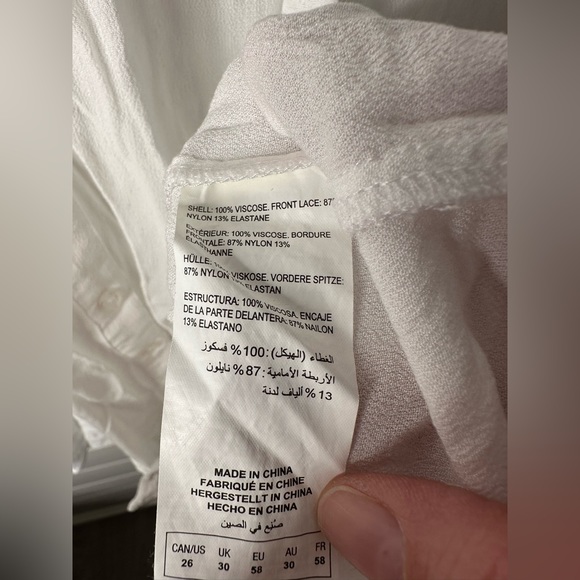 SHELL: 100% VISCOSE. FRONT LACE: 87
NYLON 13% ELASTANE
EXTÉRIEUR: 100% VISCOSE. BORDURE
FRONTALE: 87% NYLON 13%
ÉLASTHANNE
HÜLLE: VISKOSE. VORDERE SPITZE:
87% NYLON ELASTAN
ESTRUCTURA: 100% VISCOSA. ENCAJE
DE LA PARTE DELANTERA: 87% NAILON
13% ELASTANO
الغطاء (الهيكل): 100% فسكوز
الأربطة الأمامية: 87% نايلون
13% ألياف لدنة
MADE IN CHINA
FABRIQUÉ EN CHINE
HERGESTELLT IN CHINA
HECHO EN CHINA
صنع في الصين
CAN/US UK EU AU FR
26 30 58 30 58